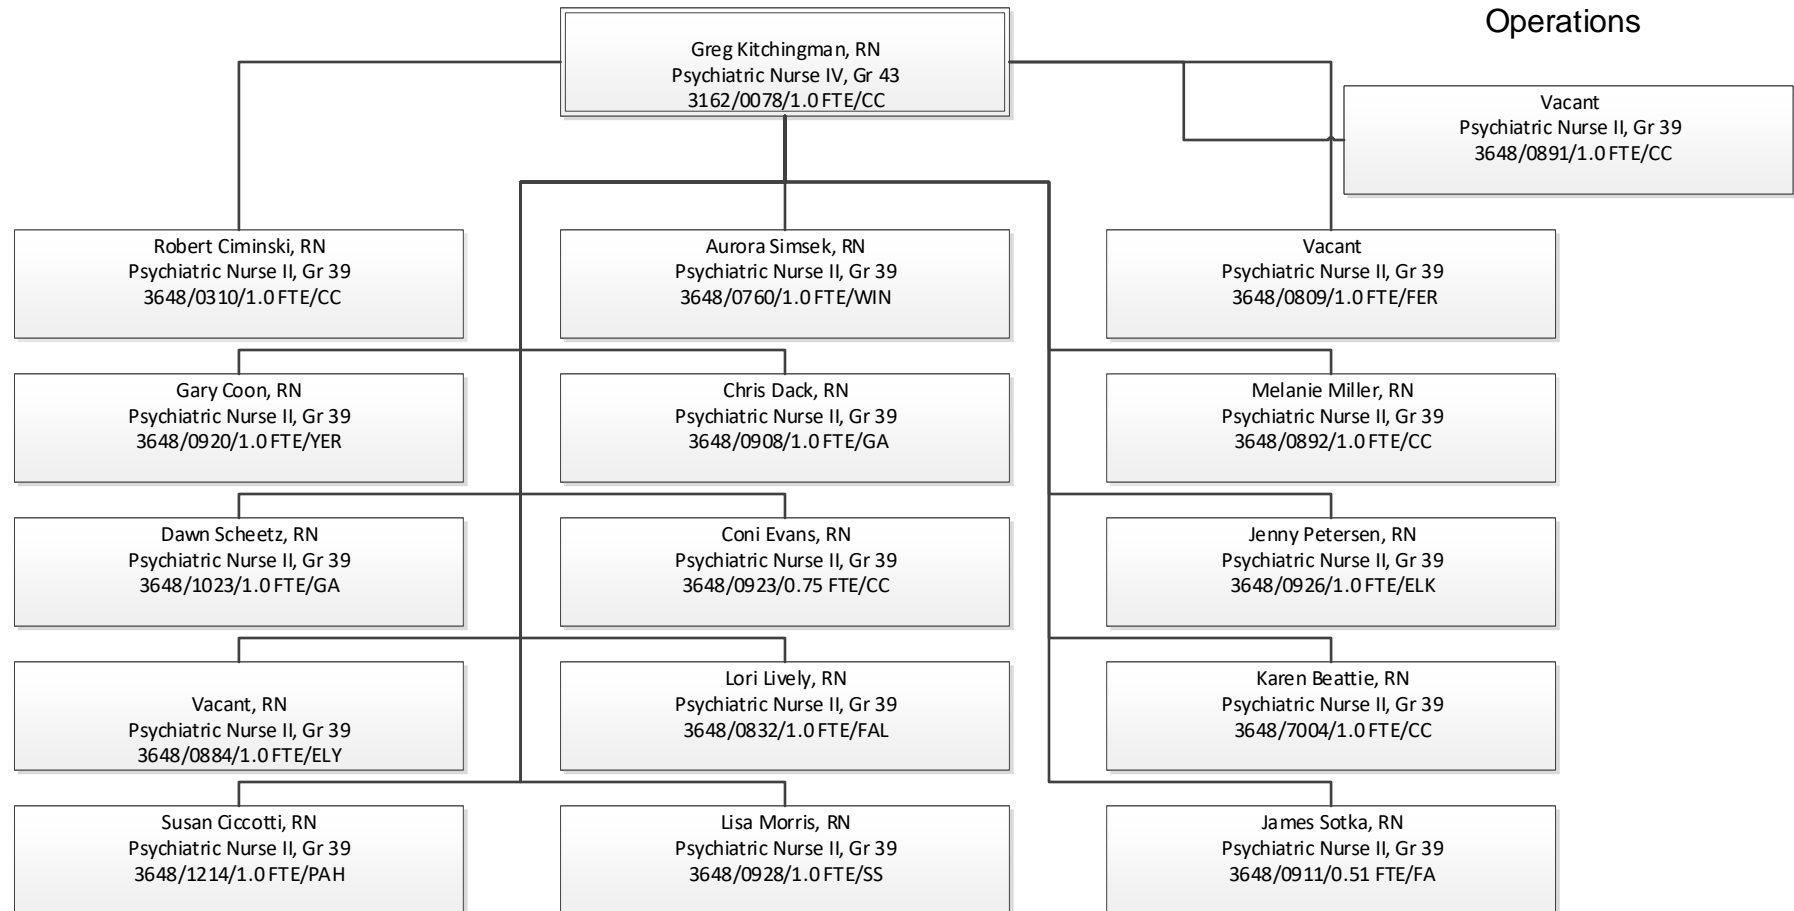 Operations
Greg Kitchingman, RN
Psychiatric Nurse IV, Gr 43
3162/0078/1.0 FTE/CC
Vacant
Psychiatric Nurse II, Gr 39
3648/0891/1.0 FTE/CC
Robert Ciminski, RN
Psychiatric Nurse II, Gr 39
3648/0310/1.0 FTE/CC
Aurora Simsek, RN
Psychiatric Nurse II, Gr 39
3648/0760/1.0 FTE/WIN
Vacant
Psychiatric Nurse II, Gr 39
3648/0809/1.0 FTE/FER
Gary Coon, RN
Psychiatric Nurse II, Gr 39
3648/0920/1.0 FTE/YER
Chris Dack, RN
Psychiatric Nurse II, Gr 39
3648/0908/1.0 FTE/GA
Melanie Miller, RN
Psychiatric Nurse II, Gr 39
3648/0892/1.0 FTE/CC
Dawn Scheetz, RN
Psychiatric Nurse II, Gr 39
3648/1023/1.0 FTE/GA
Coni Evans, RN
Psychiatric Nurse II, Gr 39
3648/0923/0.75 FTE/CC
Jenny Petersen, RN
Psychiatric Nurse II, Gr 39
3648/0926/1.0 FTE/ELK
Vacant, RN
Psychiatric Nurse II, Gr 39
3648/0884/1.0 FTE/ELY
Lori Lively, RN
Psychiatric Nurse II, Gr 39
3648/0832/1.0 FTE/FAL
Karen Beattie, RN
Psychiatric Nurse II, Gr 39
3648/7004/1.0 FTE/CC
Susan Ciccotti, RN
Psychiatric Nurse II, Gr 39
3648/1214/1.0 FTE/PAH
Lisa Morris, RN
Psychiatric Nurse II, Gr 39
3648/0928/1.0 FTE/SS
James Sotka, RN
Psychiatric Nurse II, Gr 39
3648/0911/0.51 FTE/FA